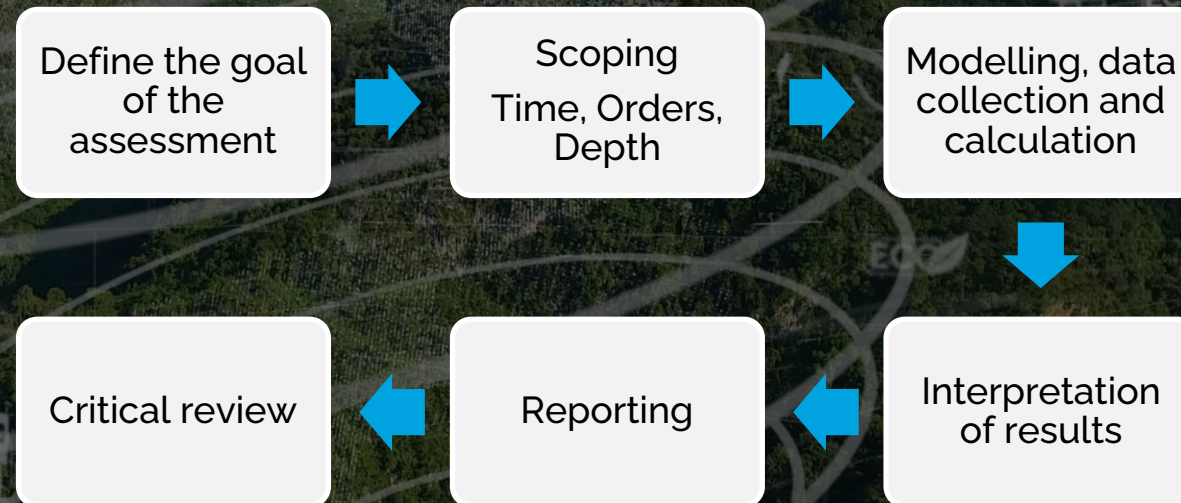 Define the goal
of the
assessment
Scoping
Time, Orders,
Depth
Modelling, data
collection and
calculation
ECO
Interpretation
of results
Reporting
Critical review